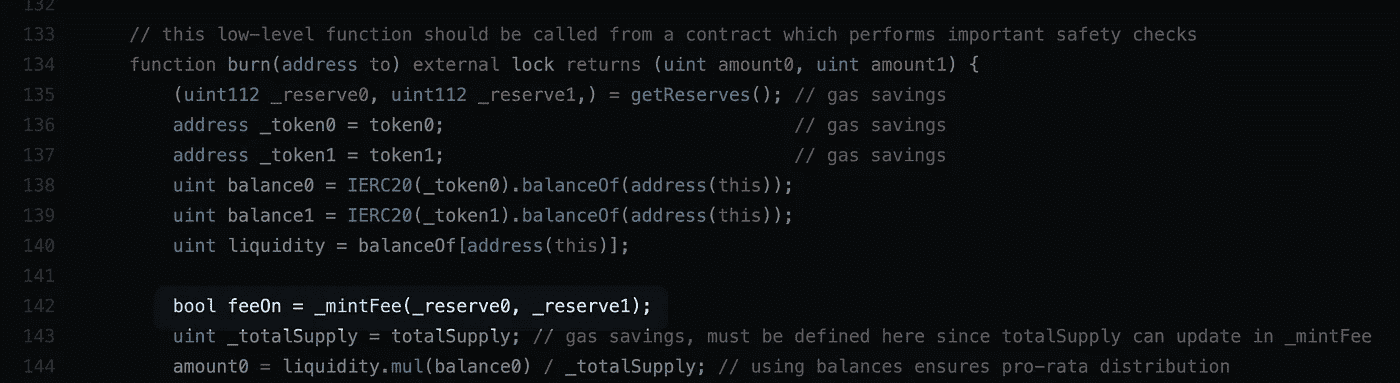 132
133 // this low-level function should be called from a contract which performs important safety checks
134 function burn(address to) external lock returns (uint amount0, uint amount1) {
135 (uint112 _reserve0, uint112 _reserve1,) = getReserves(); // gas savings
136 address _token0 = token0; // gas savings
137 address _token1 = token1; // gas savings
138 uint balance0 = IERC20(_token0).balanceOf(address(this));
139 uint balance1 = IERC20(_token1).balanceOf(address(this));
140 uint liquidity = balanceOf[address(this)];
141
142 bool feeOn = _mintFee(_reserve0, _reserve1);
143 uint _totalSupply = totalSupply; // gas savings, must be defined here since totalSupply can update in _mintFee
144 amount0 = liquidity.mul(balance0) / _totalSupply; // using balances ensures pro-rata distribution